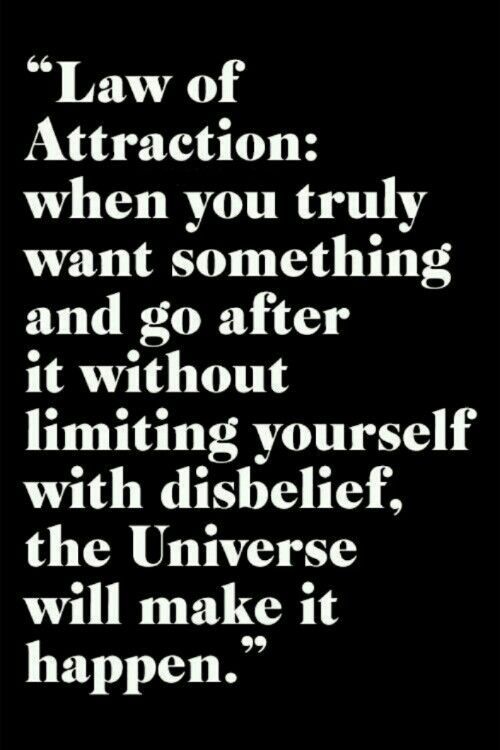 “Law of
Attraction:
when you truly
want something
and go after
it without
limiting yourself
with disbelief,
the Universe
will make it
happen.”